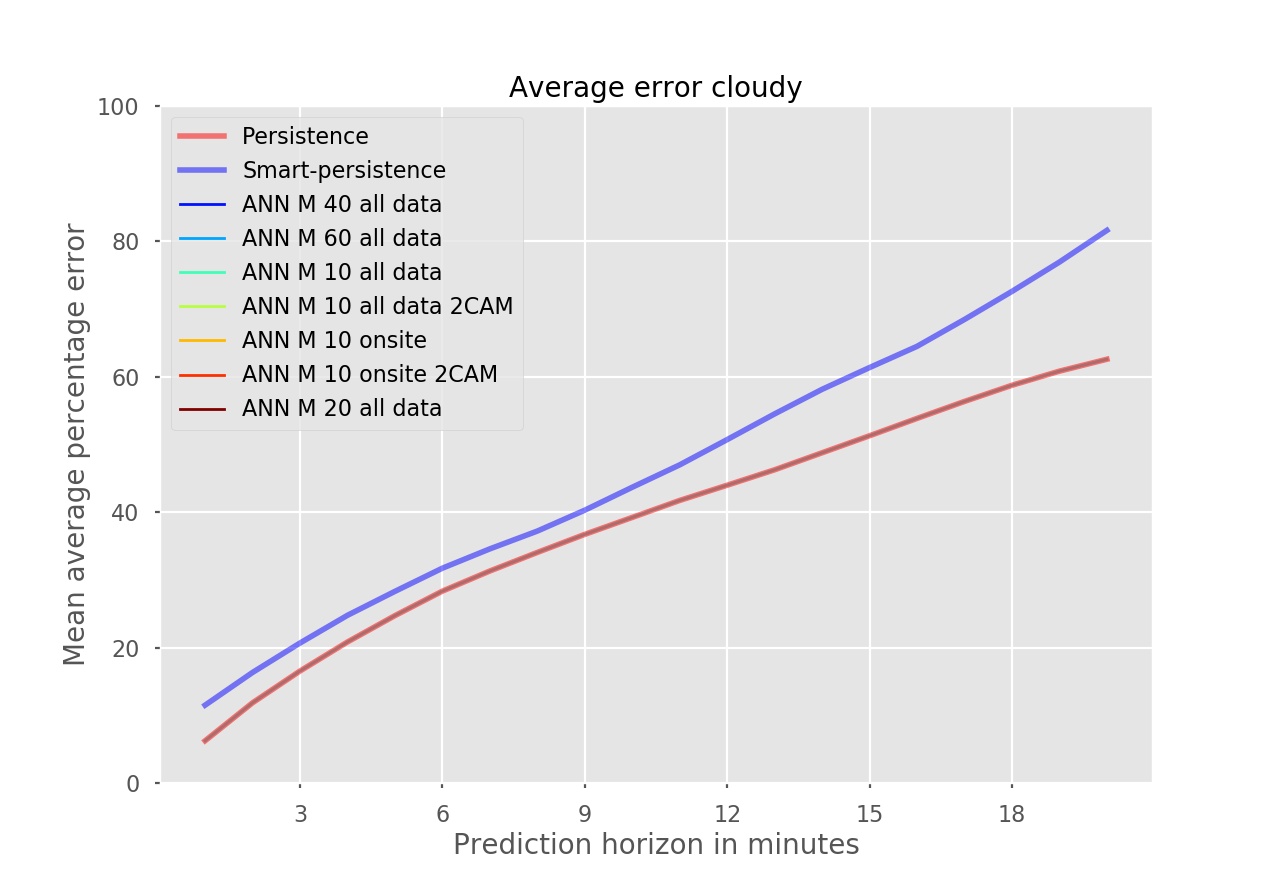 Average error cloudy
100
80
60
40
20
0
Mean average percentage error
Persistence
Smart-persistence
ANN M 40 all data
ANN M 60 all data
ANN M 10 all data
ANN M 10 all data 2CAM
ANN M 10 onsite
ANN M 10 onsite 2CAM
ANN M 20 all data
3 6 9 12 15 18
Prediction horizon in minutes